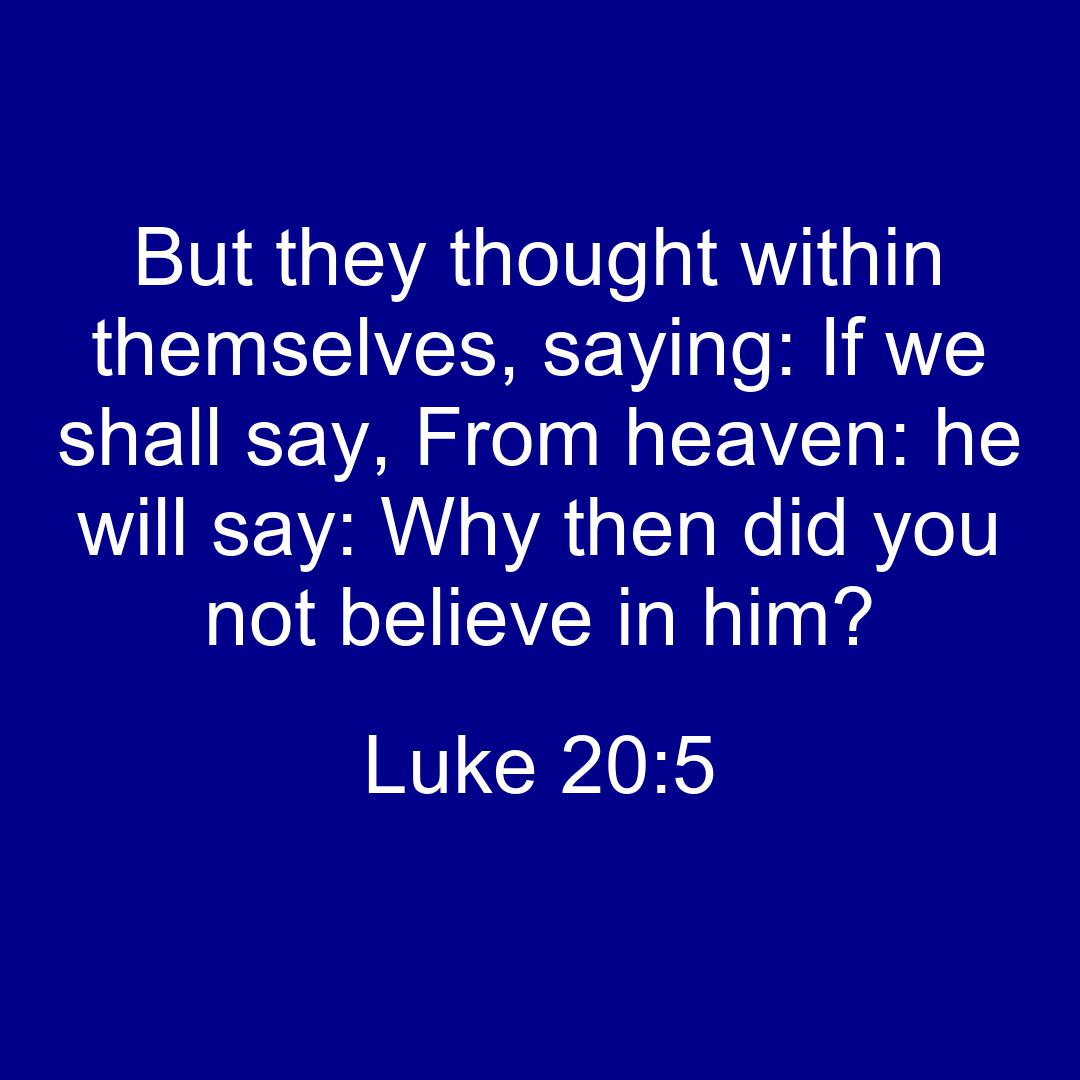 But they thought within
themselves, saying: If we
shall say, From heaven: he
will say: Why then did you
not believe in him?
Luke 20:5